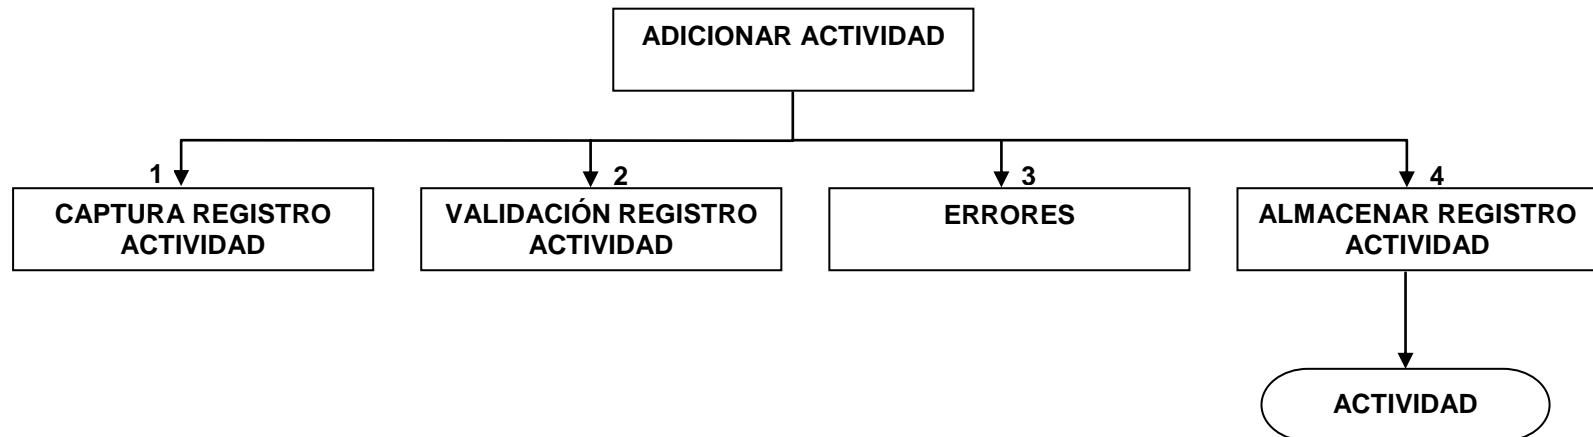 ADICIONAR ACTIVIDAD
1
2
3
4
CAPTURA REGISTRO
ACTIVIDAD
VALIDACIÓN REGISTRO
ACTIVIDAD
ERRORES
ALMACENAR REGISTRO
ACTIVIDAD
ACTIVIDAD